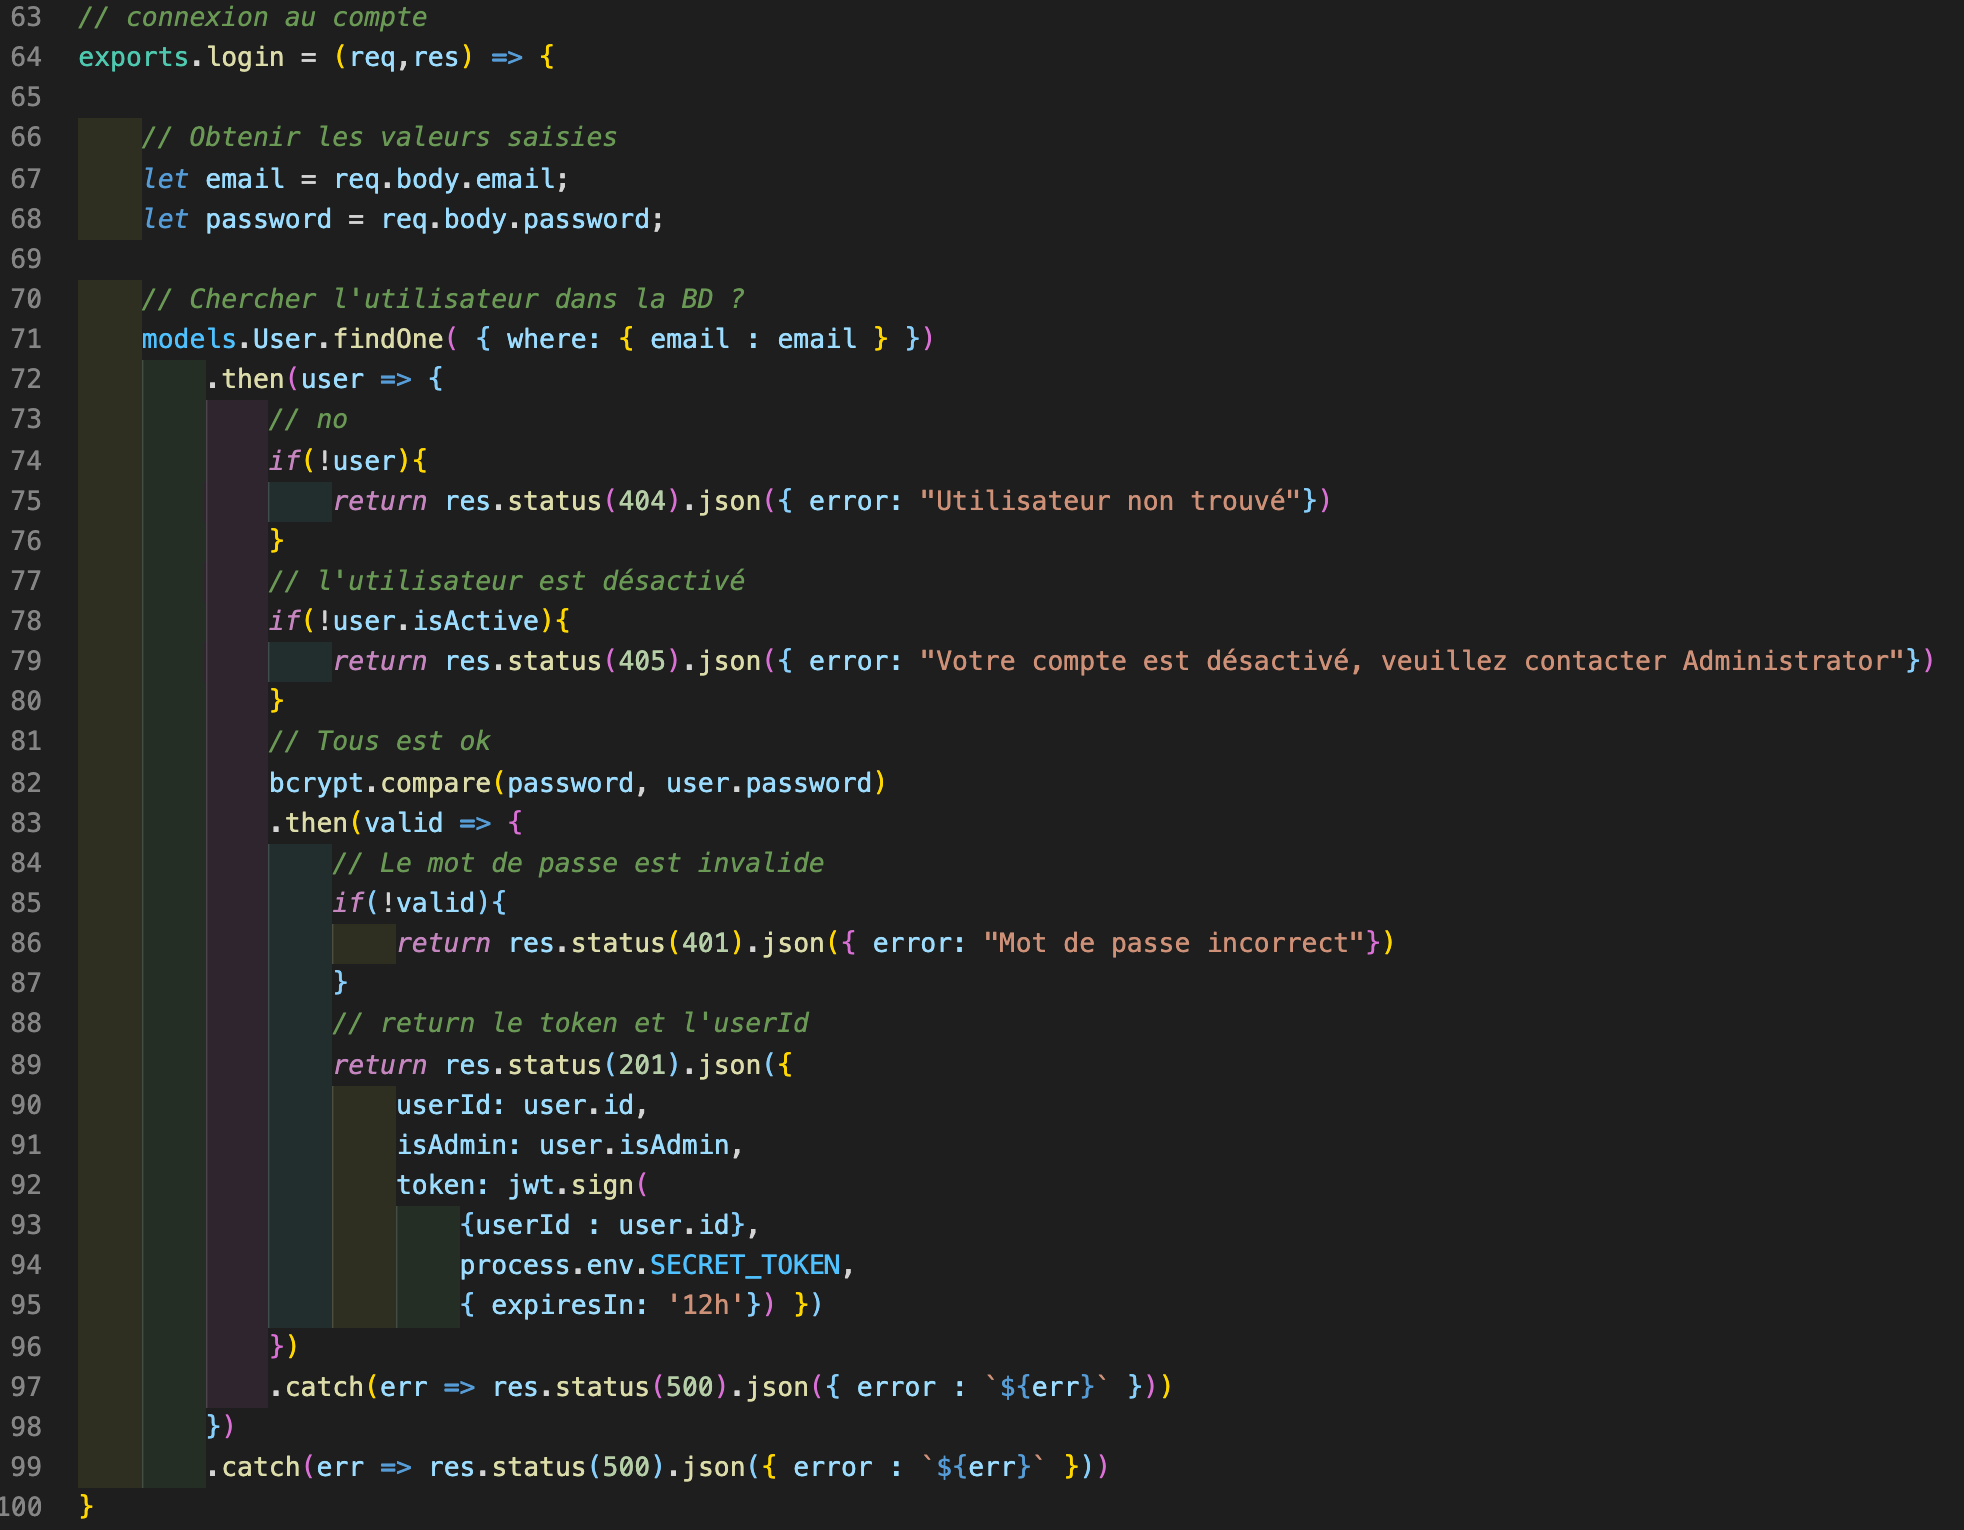 63 // connexion au compte
64 exports.login = (req,res) => {
65
66     // Obtenir les valeurs saisies
67     let email = req.body.email;
68     let password = req.body.password;
69
70     // Chercher l'utilisateur dans la BD ?
71     models.User.findOne( { where: { email : email } })
72         .then(user => {
73             // no
74             if(!user){
75                 return res.status(404).json({ error: "Utilisateur non trouvé"})
76             }
77             // l'utilisateur est désactivé
78             if(!user.isActive){
79                 return res.status(405).json({ error: "Votre compte est désactivé, veuillez contacter Administrator"})
80             }
81             // Tous est ok
82             bcrypt.compare(password, user.password)
83             .then(valid => {
84                 // Le mot de passe est invalide
85                 if(!valid){
86                     return res.status(401).json({ error: "Mot de passe incorrect"})
87                 }
88                 // return le token et l'userId
89                 return res.status(201).json({
90                     userId: user.id,
91                     isAdmin: user.isAdmin,
92                     token: jwt.sign(
93                         {userId : user.id},
94                         process.env.SECRET_TOKEN,
95                         { expiresIn: '12h'}) })
96             })
97             .catch(err => res.status(500).json({ error : `${err}` }))
98         })
99         .catch(err => res.status(500).json({ error : `${err}` }))
100 }